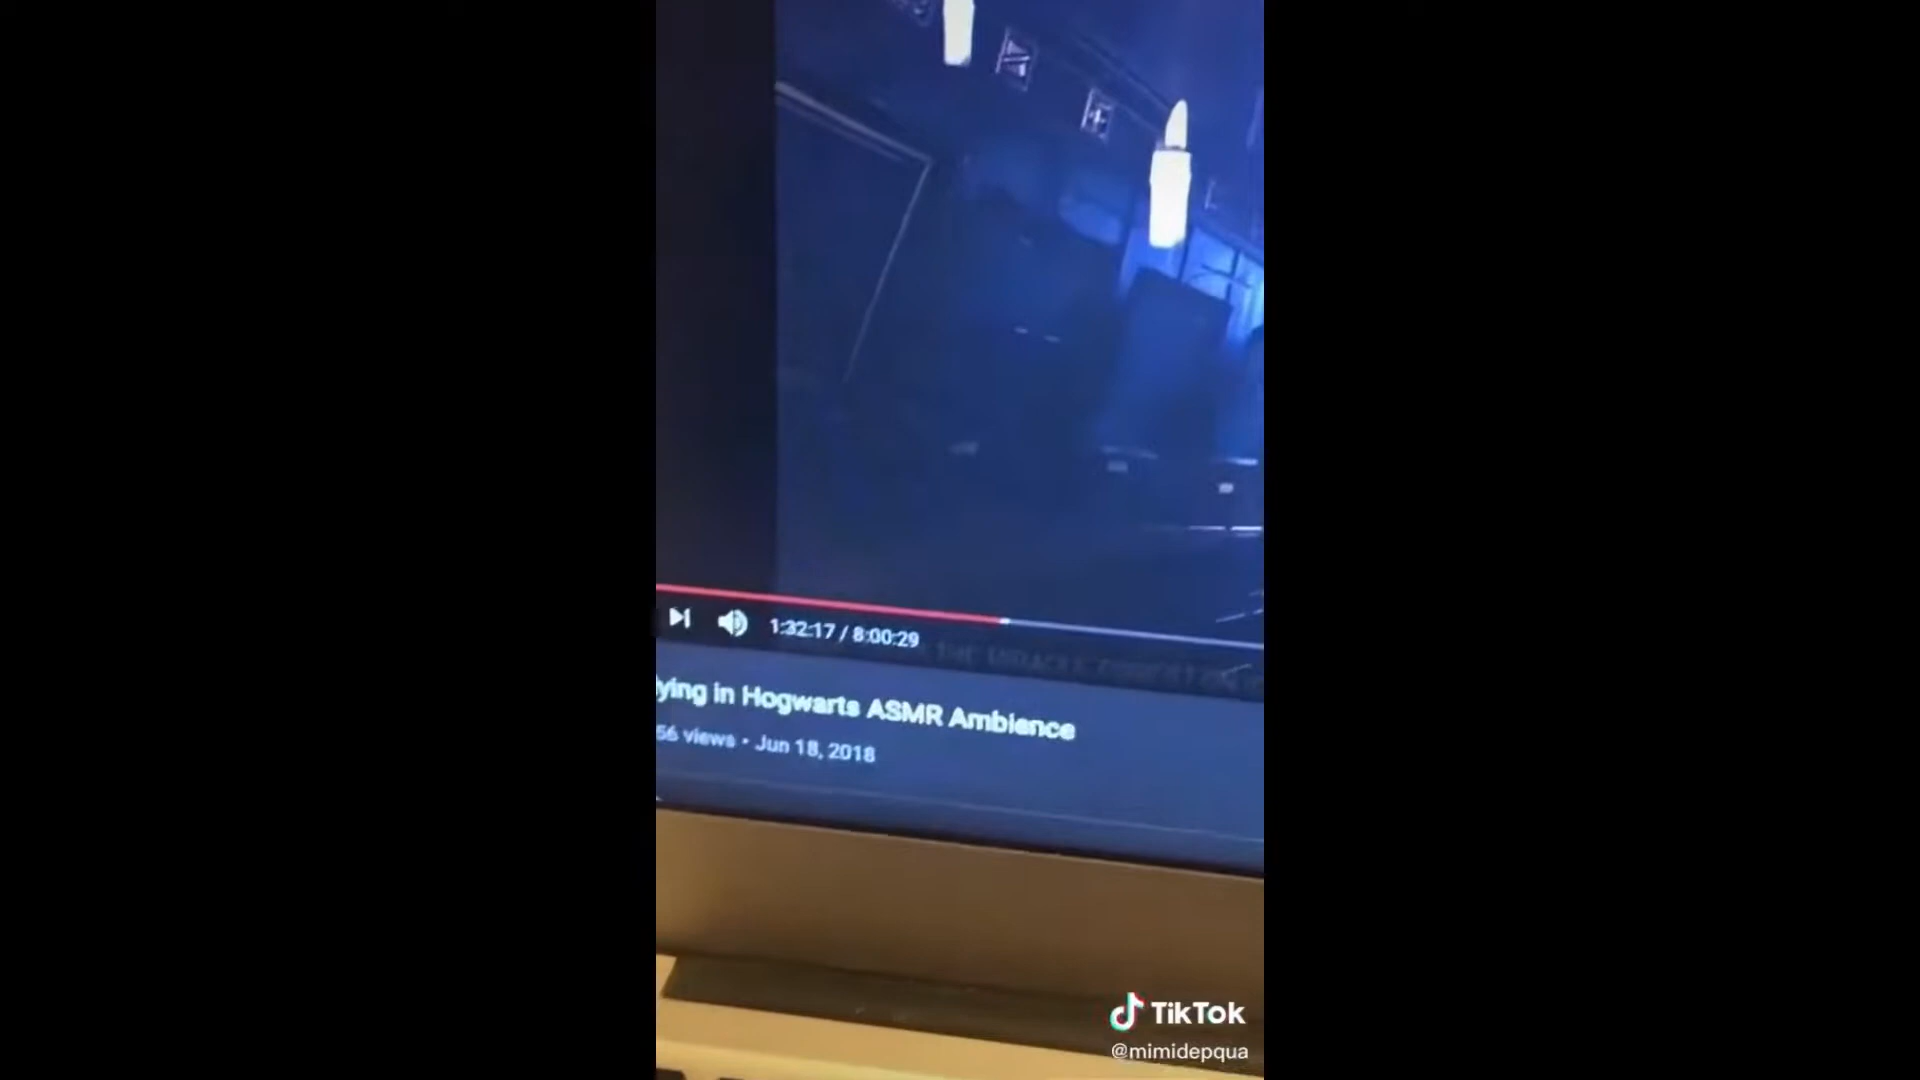 1:32:17 / 8:00:29
ying in Hogwarts ASMR Ambience
56 views • Jun 18, 2018
TikTok
@mimidepqua